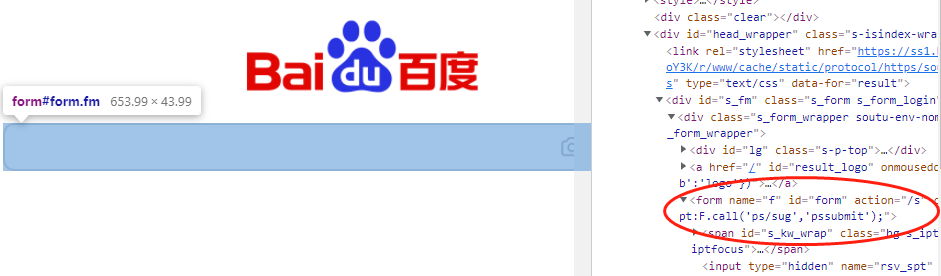 Bai du 百度
form#form.fm 653.99 × 43.99
<style>…</style>
<div class="clear"></div>
▼<div id="head_wrapper" class="s-isindex-wra
<link rel="stylesheet" href="https://ss1.
oY3K/r/www/cache/static/protocol/https/sou
s" type="text/css" data-for="result">
▼<div id="s_fm" class="s_form s_form_login"
▼<div class="s_form_wrapper soutu-env-nom
_form_wrapper">
▶<div id="lg" class="s-p-top">…</div>
▶<a href="/" id="result_logo" onmousedo
b':'logo'})">…</a>
▼<form name="f" id="form" action="/s"
pt:F.call('ps/sug','pssubmit');">
▶<span id="s_kw_wrap" class="bg s_ipt
iptfocus">…</span>
<input type="hidden" name="rsv_spt"